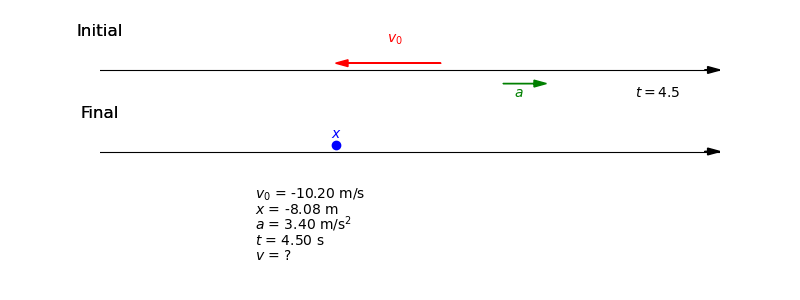 Initial
v₀
a
t = 4.5
Final
x
v₀ = -10.20 m/s
x = -8.08 m
a = 3.40 m/s²
t = 4.50 s
v = ?